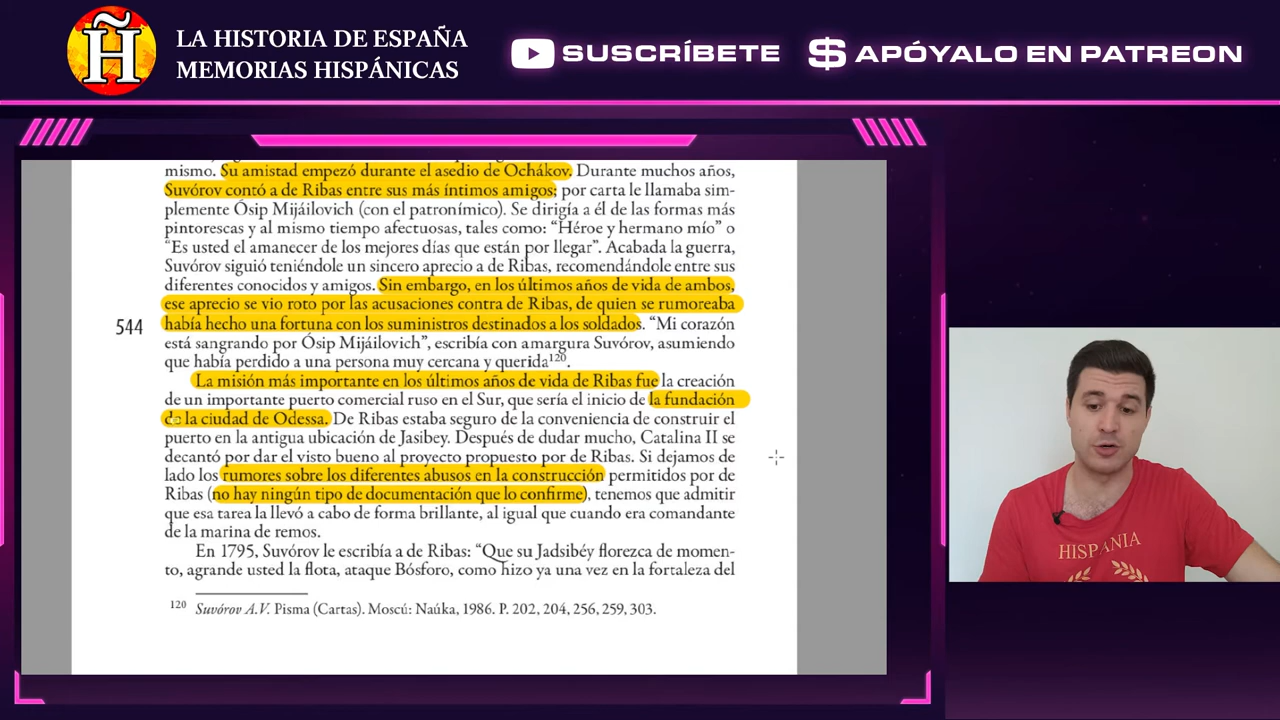 Ñ
LA HISTORIA DE ESPAÑA
MEMORIAS HISPÁNICAS
SUSCRÍBETE
$ APÓYALO EN PATREON
mismo. Su amistad empezó durante el asedio de Ochákov. Durante muchos años,
Suvórov contó a de Ribas entre sus más íntimos amigos; por carta le llamaba sim-
plemente Ósip Mijáilovich (con el patronímico). Se dirigía a él de las formas más
pintorescas y al mismo tiempo afectuosas, tales como: “Héroe y hermano mío” o
“Es usted el amanecer de los mejores días que están por llegar”. Acabada la guerra,
Suvórov siguió teniéndole un sincero aprecio a de Ribas, recomendándole entre sus
diferentes conocidos y amigos. Sin embargo, en los últimos años de vida de ambos,
ese aprecio se vio roto por las acusaciones contra de Ribas, de quien se rumoreaba
había hecho una fortuna con los suministros destinados a los soldados. “Mi corazón
está sangrando por Ósip Mijáilovich”, escribía con amargura Suvórov, asumiendo
que había perdido a una persona muy cercana y querida¹²⁰.
544
La misión más importante en los últimos años de vida de Ribas fue la creación
de un importante puerto comercial ruso en el Sur, que sería el inicio de la fundación
de la ciudad de Odessa. De Ribas estaba seguro de la conveniencia de construir el
puerto en la antigua ubicación de Jasibey. Después de dudar mucho, Catalina II se
decantó por dar el visto bueno al proyecto propuesto por de Ribas. Si dejamos de
lado los rumores sobre los diferentes abusos en la construcción permitidos por de
Ribas (no hay ningún tipo de documentación que lo confirme), tenemos que admitir
que esa tarea la llevó a cabo de forma brillante, al igual que cuando era comandante
de la marina de remos.
En 1795, Suvórov le escribía a de Ribas: “Que su Jadsibéy florezca de momen-
to, agrande usted la flota, ataque Bósforo, como hizo ya una vez en la fortaleza del
120 Suvórov A.V. Pisma (Cartas). Moscú: Naúka, 1986. P. 202, 204, 256, 259, 303.
HISPANIA